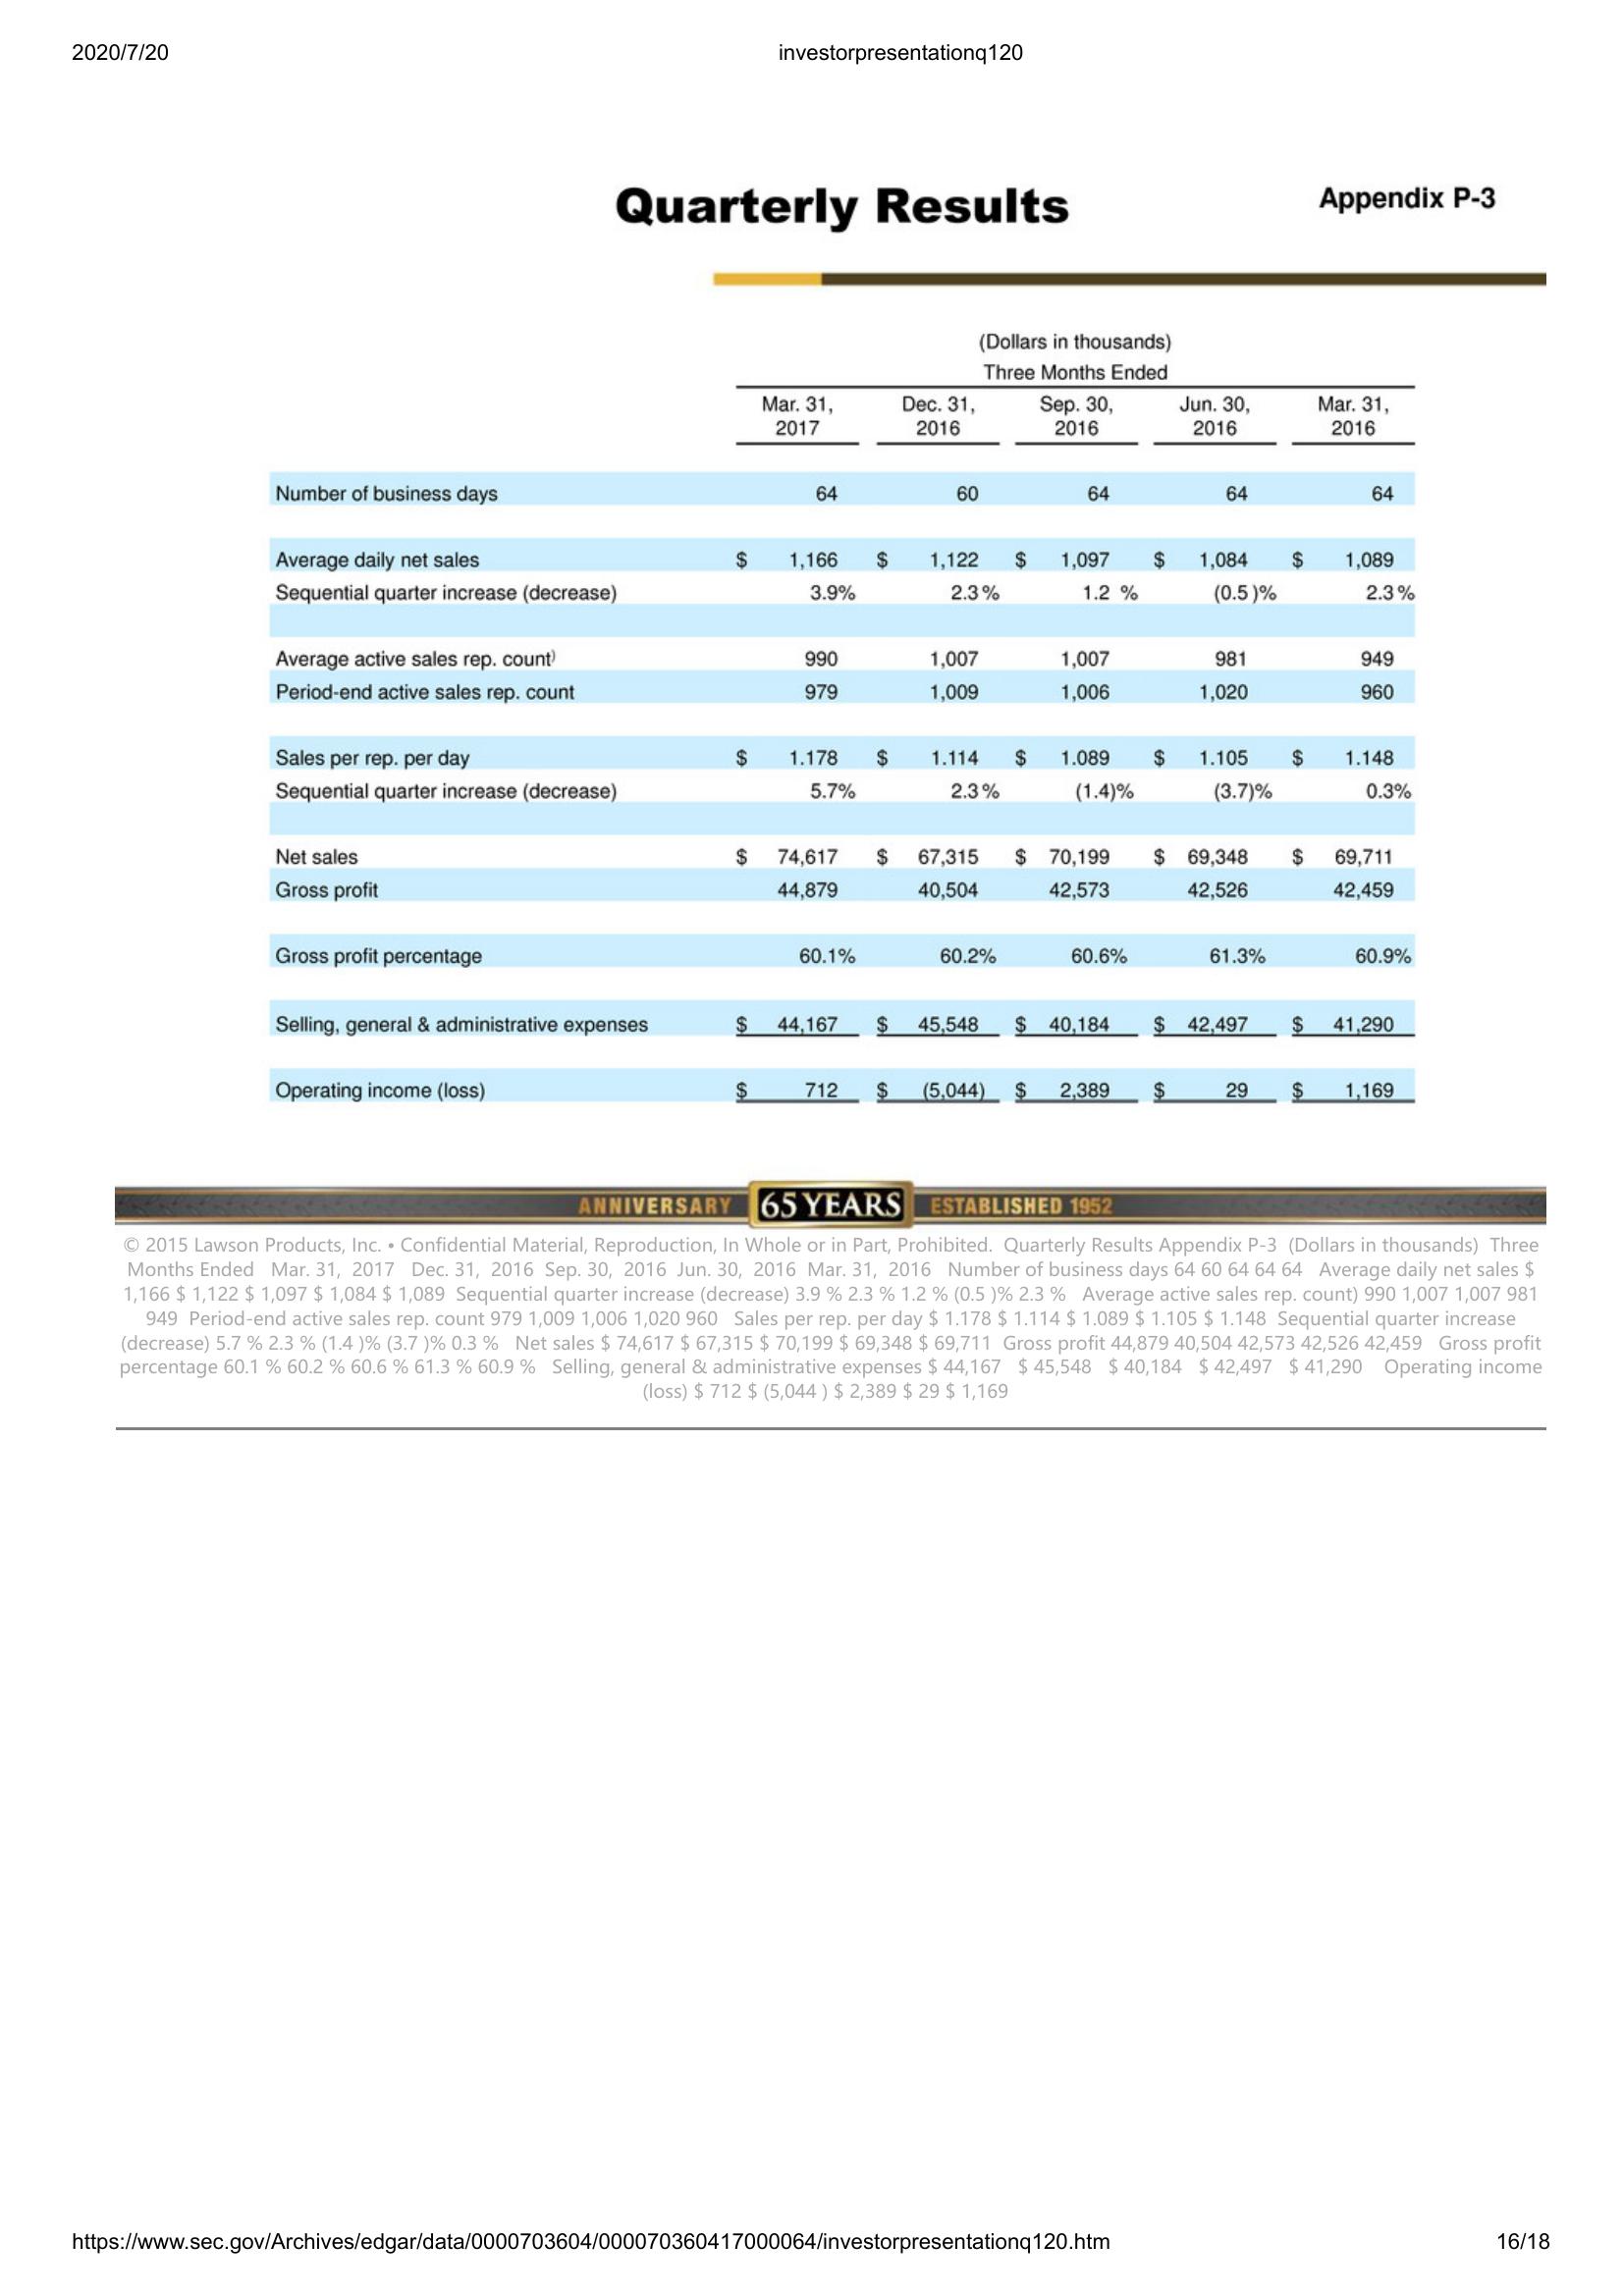 2020/7/20 investorpresentationq120
Quarterly Results Appendix P-3
(Dollars in thousands)
Three Months Ended
Mar. 31, Dec. 31, Sep. 30, Jun. 30, Mar. 31,
2017 2016 2016 2016 2016
Number of business days 64 60 64 64 64
Average daily net sales $ 1,166 $ 1,122 $ 1,097 $ 1,084 $ 1,089
Sequential quarter increase (decrease) 3.9% 2.3 % 1.2 % (0.5 )% 2.3 %
Average active sales rep. count) 990 1,007 1,007 981 949
Period-end active sales rep. count 979 1,009 1,006 1,020 960
Sales per rep. per day $ 1.178 $ 1.114 $ 1.089 $ 1.105 $ 1.148
Sequential quarter increase (decrease) 5.7% 2.3 % (1.4)% (3.7)% 0.3%
Net sales $ 74,617 $ 67,315 $ 70,199 $ 69,348 $ 69,711
Gross profit 44,879 40,504 42,573 42,526 42,459
Gross profit percentage 60.1% 60.2% 60.6% 61.3% 60.9%
Selling, general & administrative expenses $ 44,167 $ 45,548 $ 40,184 $ 42,497 $ 41,290
Operating income (loss) $ 712 $ (5,044) $ 2,389 $ 29 $ 1,169
ANNIVERSARY 65 YEARS ESTABLISHED 1952
© 2015 Lawson Products, Inc. • Confidential Material, Reproduction, In Whole or in Part, Prohibited. Quarterly Results Appendix P-3 (Dollars in thousands) Three
Months Ended Mar. 31, 2017 Dec. 31, 2016 Sep. 30, 2016 Jun. 30, 2016 Mar. 31, 2016 Number of business days 64 60 64 64 64 Average daily net sales $
1,166 $ 1,122 $ 1,097 $ 1,084 $ 1,089 Sequential quarter increase (decrease) 3.9 % 2.3 % 1.2 % (0.5 )% 2.3 % Average active sales rep. count) 990 1,007 1,007 981
949 Period-end active sales rep. count 979 1,009 1,006 1,020 960 Sales per rep. per day $ 1.178 $ 1.114 $ 1.089 $ 1.105 $ 1.148 Sequential quarter increase
(decrease) 5.7 % 2.3 % (1.4 )% (3.7 )% 0.3 % Net sales $ 74,617 $ 67,315 $ 70,199 $ 69,348 $ 69,711 Gross profit 44,879 40,504 42,573 42,526 42,459 Gross profit
percentage 60.1 % 60.2 % 60.6 % 61.3 % 60.9 % Selling, general & administrative expenses $ 44,167 $ 45,548 $ 40,184 $ 42,497 $ 41,290 Operating income
(loss) $ 712 $ (5,044 ) $ 2,389 $ 29 $ 1,169
https://www.sec.gov/Archives/edgar/data/0000703604/000070360417000064/investorpresentationq120.htm 16/18